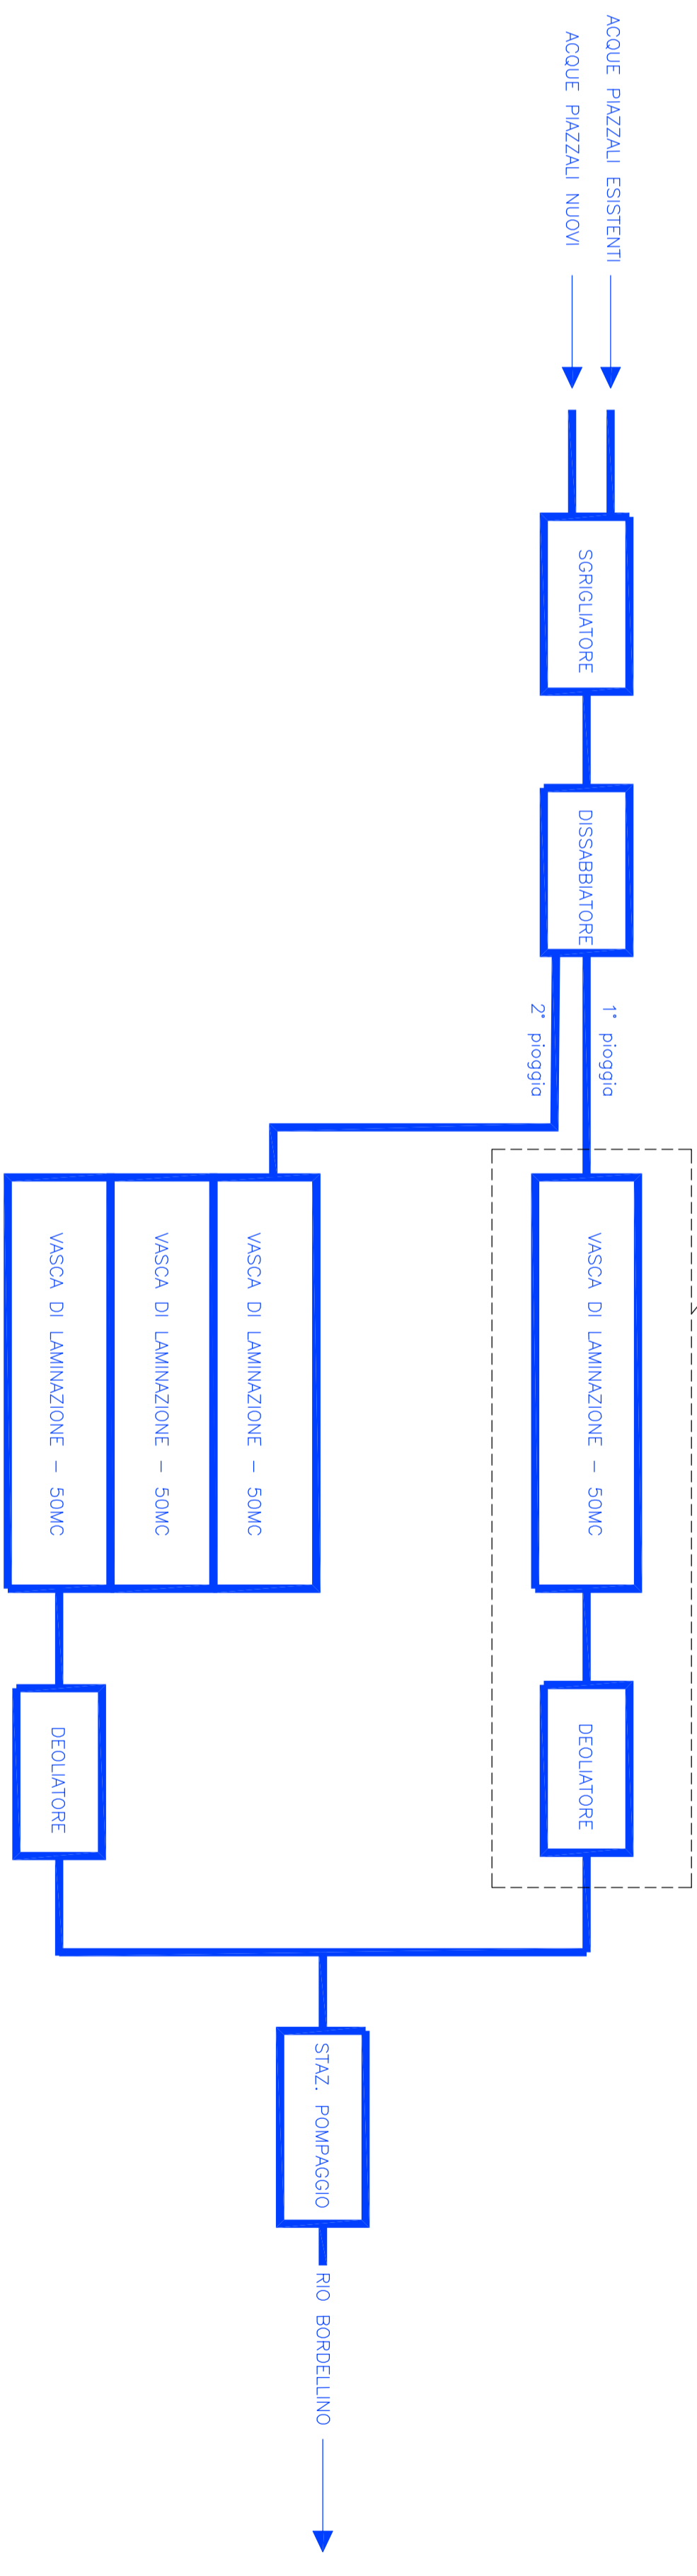 ACQUE PIAZZALI ESISTENTI
ACQUE PIAZZALI NUOVI
SGRIGLIATORE
DISSABBIATORE
1° pioggia
2° pioggia
VASCA DI LAMINAZIONE – 50MC
VASCA DI LAMINAZIONE – 50MC
VASCA DI LAMINAZIONE – 50MC
VASCA DI LAMINAZIONE – 50MC
DEOLIATORE
DEOLIATORE
STAZ. POMPAGGIO
RIO BORDELLINO